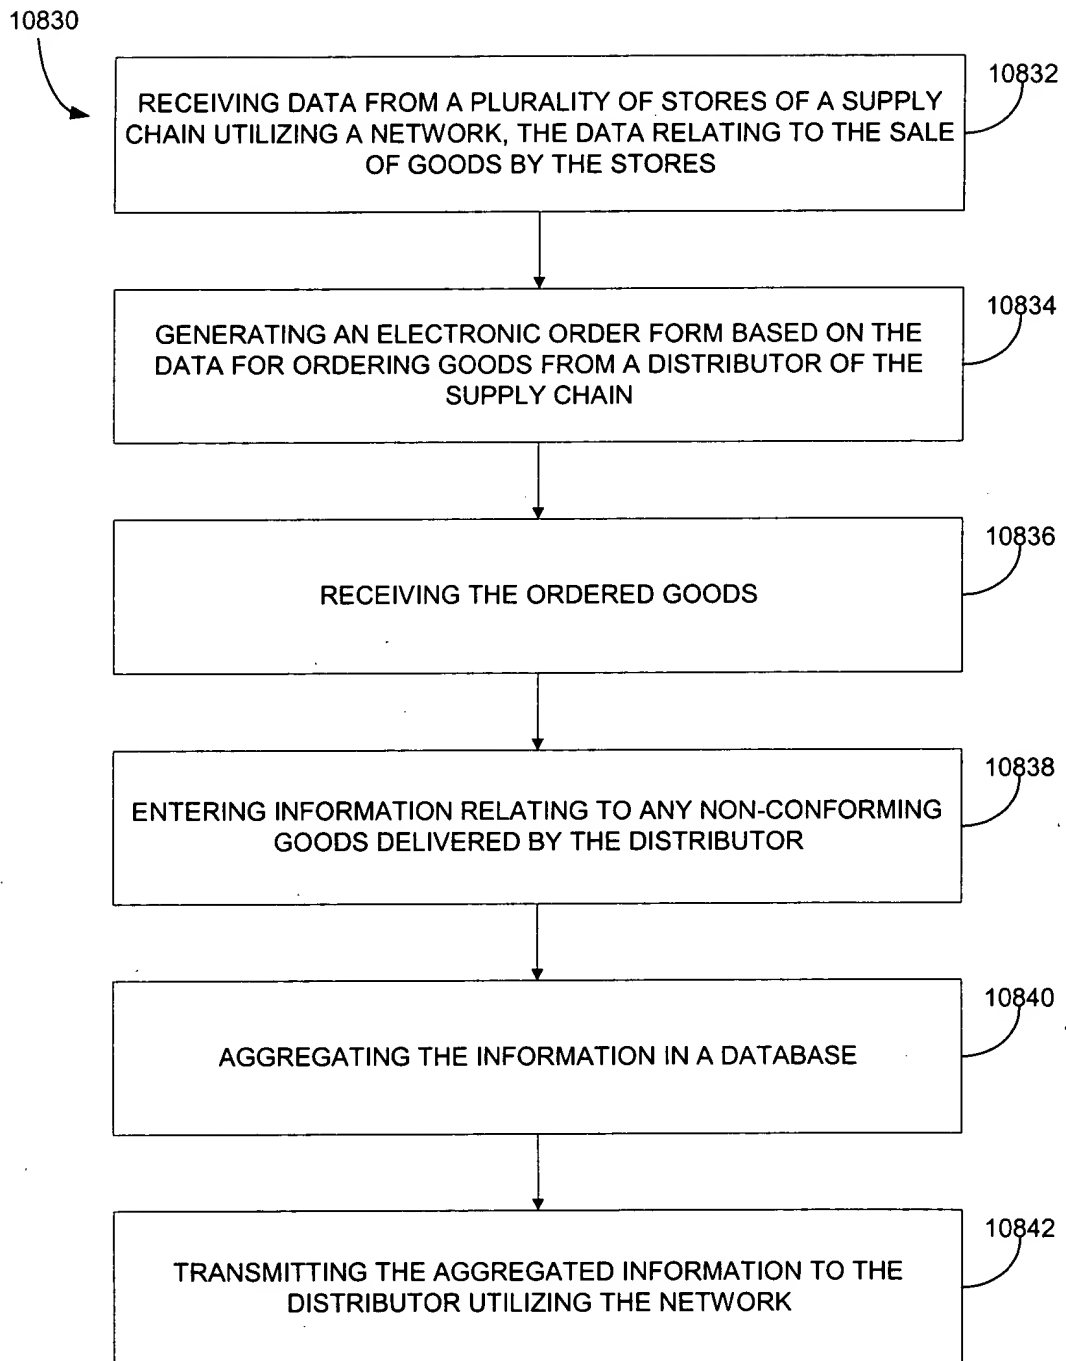 10830
10832
RECEIVING DATA FROM A PLURALITY OF STORES OF A SUPPLY
CHAIN UTILIZING A NETWORK, THE DATA RELATING TO THE SALE
OF GOODS BY THE STORES
10834
GENERATING AN ELECTRONIC ORDER FORM BASED ON THE
DATA FOR ORDERING GOODS FROM A DISTRIBUTOR OF THE
SUPPLY CHAIN
10836
RECEIVING THE ORDERED GOODS
10838
ENTERING INFORMATION RELATING TO ANY NON-CONFORMING
GOODS DELIVERED BY THE DISTRIBUTOR
10840
AGGREGATING THE INFORMATION IN A DATABASE
10842
TRANSMITTING THE AGGREGATED INFORMATION TO THE
DISTRIBUTOR UTILIZING THE NETWORK